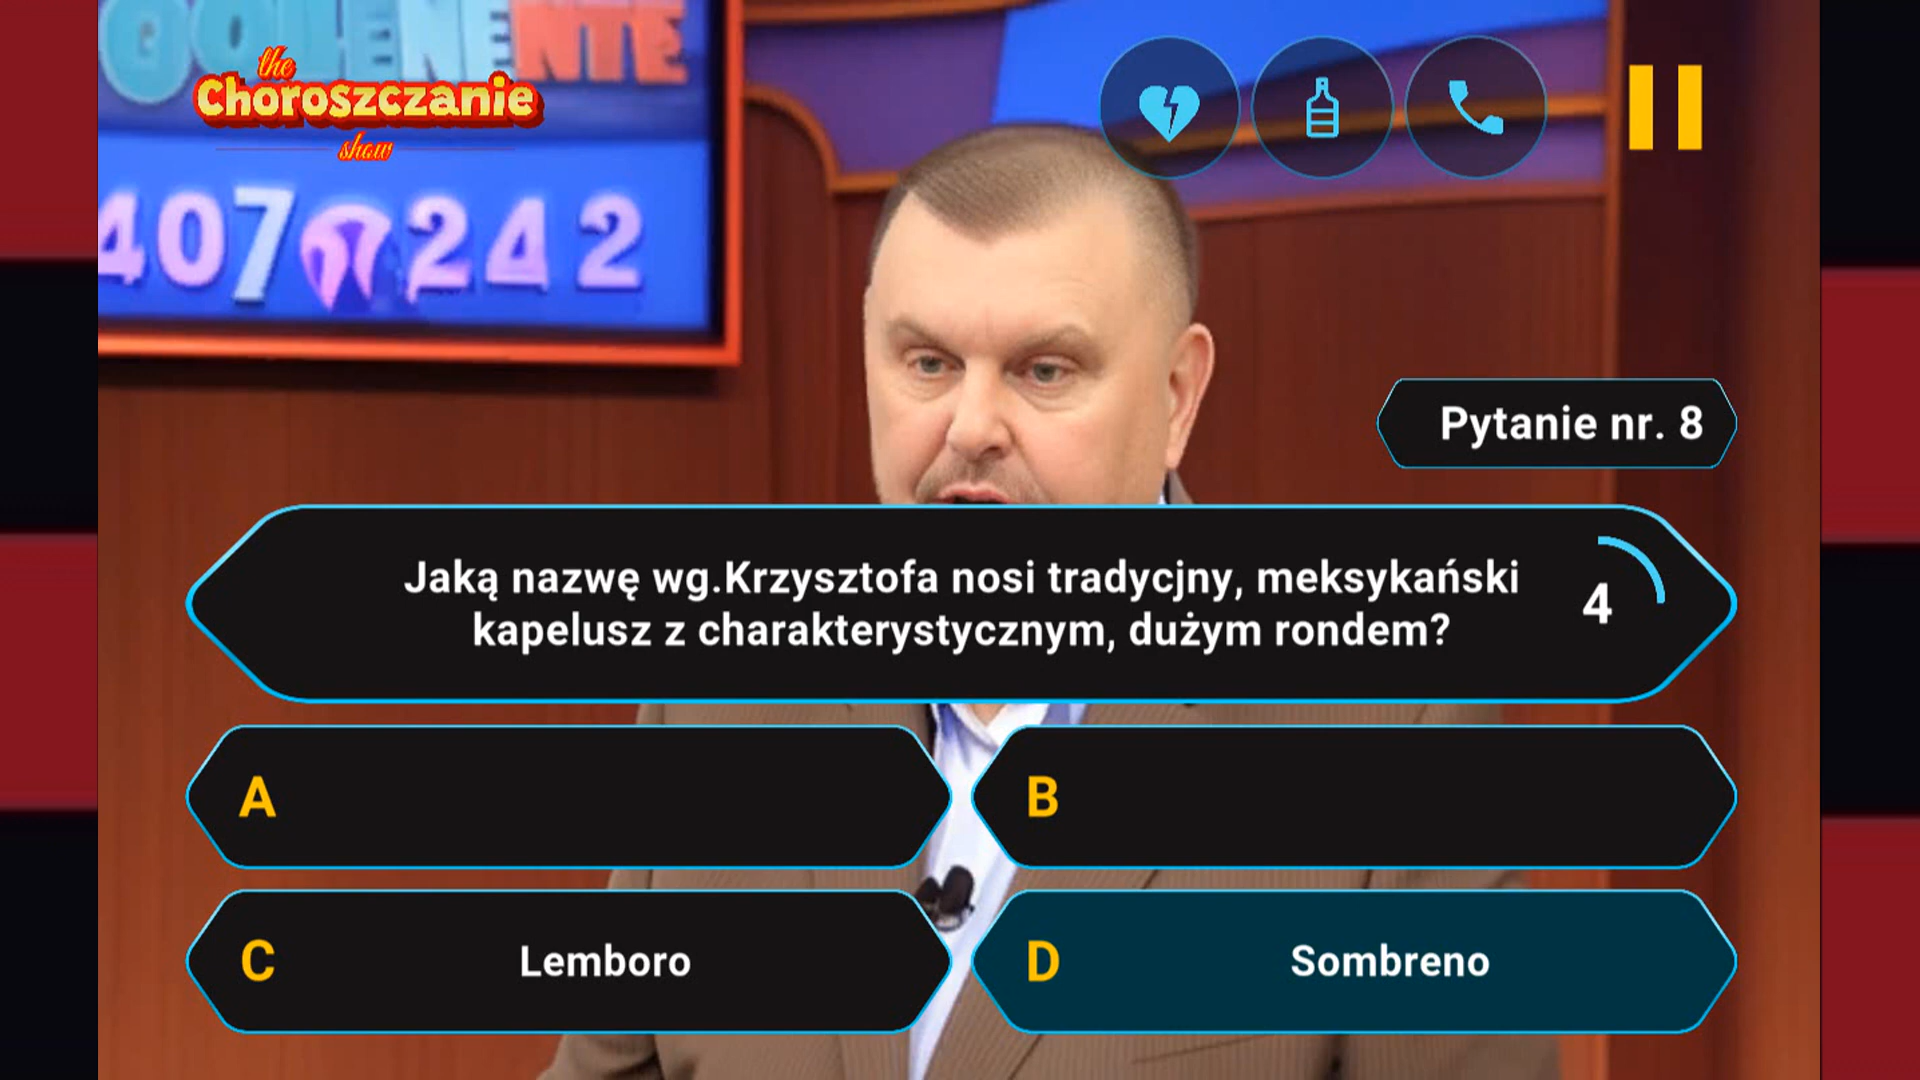 the
Choroszczanie
show
407 242
Pytanie nr. 8
Jaką nazwę wg.Krzysztofa nosi tradycjny, meksykański
kapelusz z charakterystycznym, dużym rondem?
4
A
B
C Lemboro
D Sombreno